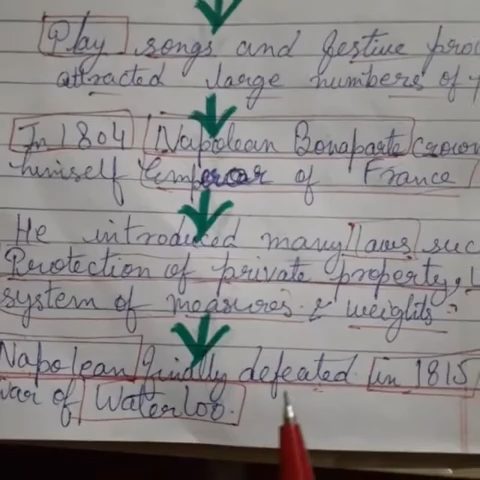 Play songs and festive pro
attracted large numbers of
In 1804 Napolean Bonaparte crow
himself Emperor of France
He introduced many laws suc
Protection of private property,
system of measures & weights
Napolean finally defeated in 1815
war of Waterloo.